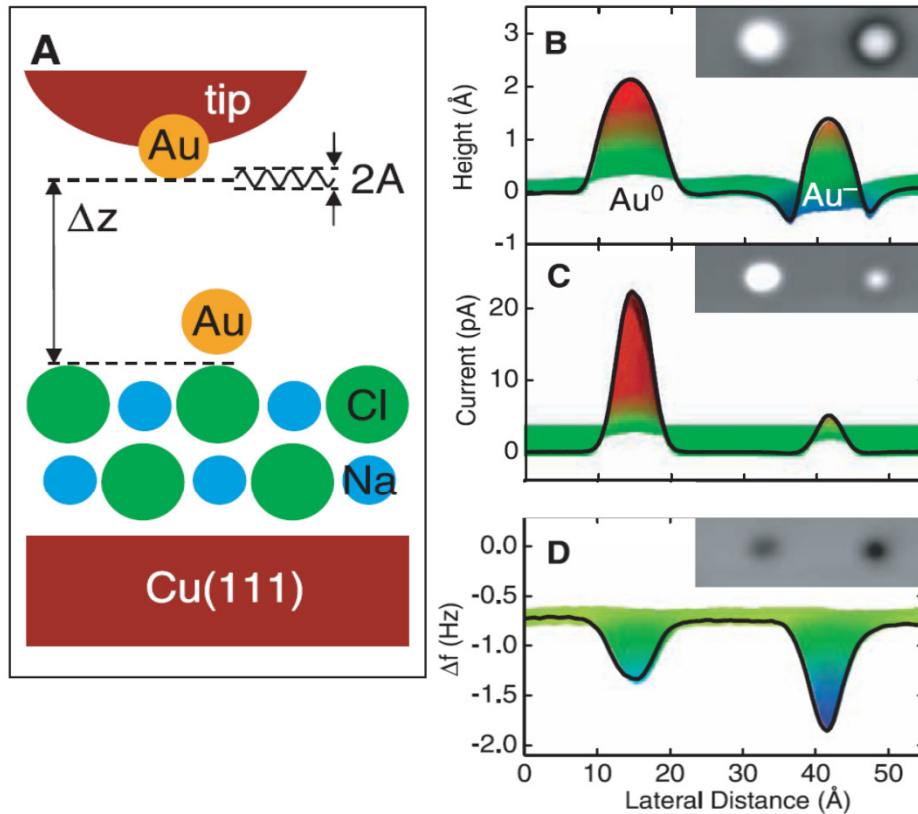 A
tip
Au
2A
Δz
Au
Cl
Na
Cu(111)
B
3
2
1
0
-1
Height (Å)
Au⁰
Au⁻
C
20
10
0
Current (pA)
D
0.0
-0.5
-1.0
-1.5
-2.0
Δf (Hz)
0 10 20 30 40 50
Lateral Distance (Å)